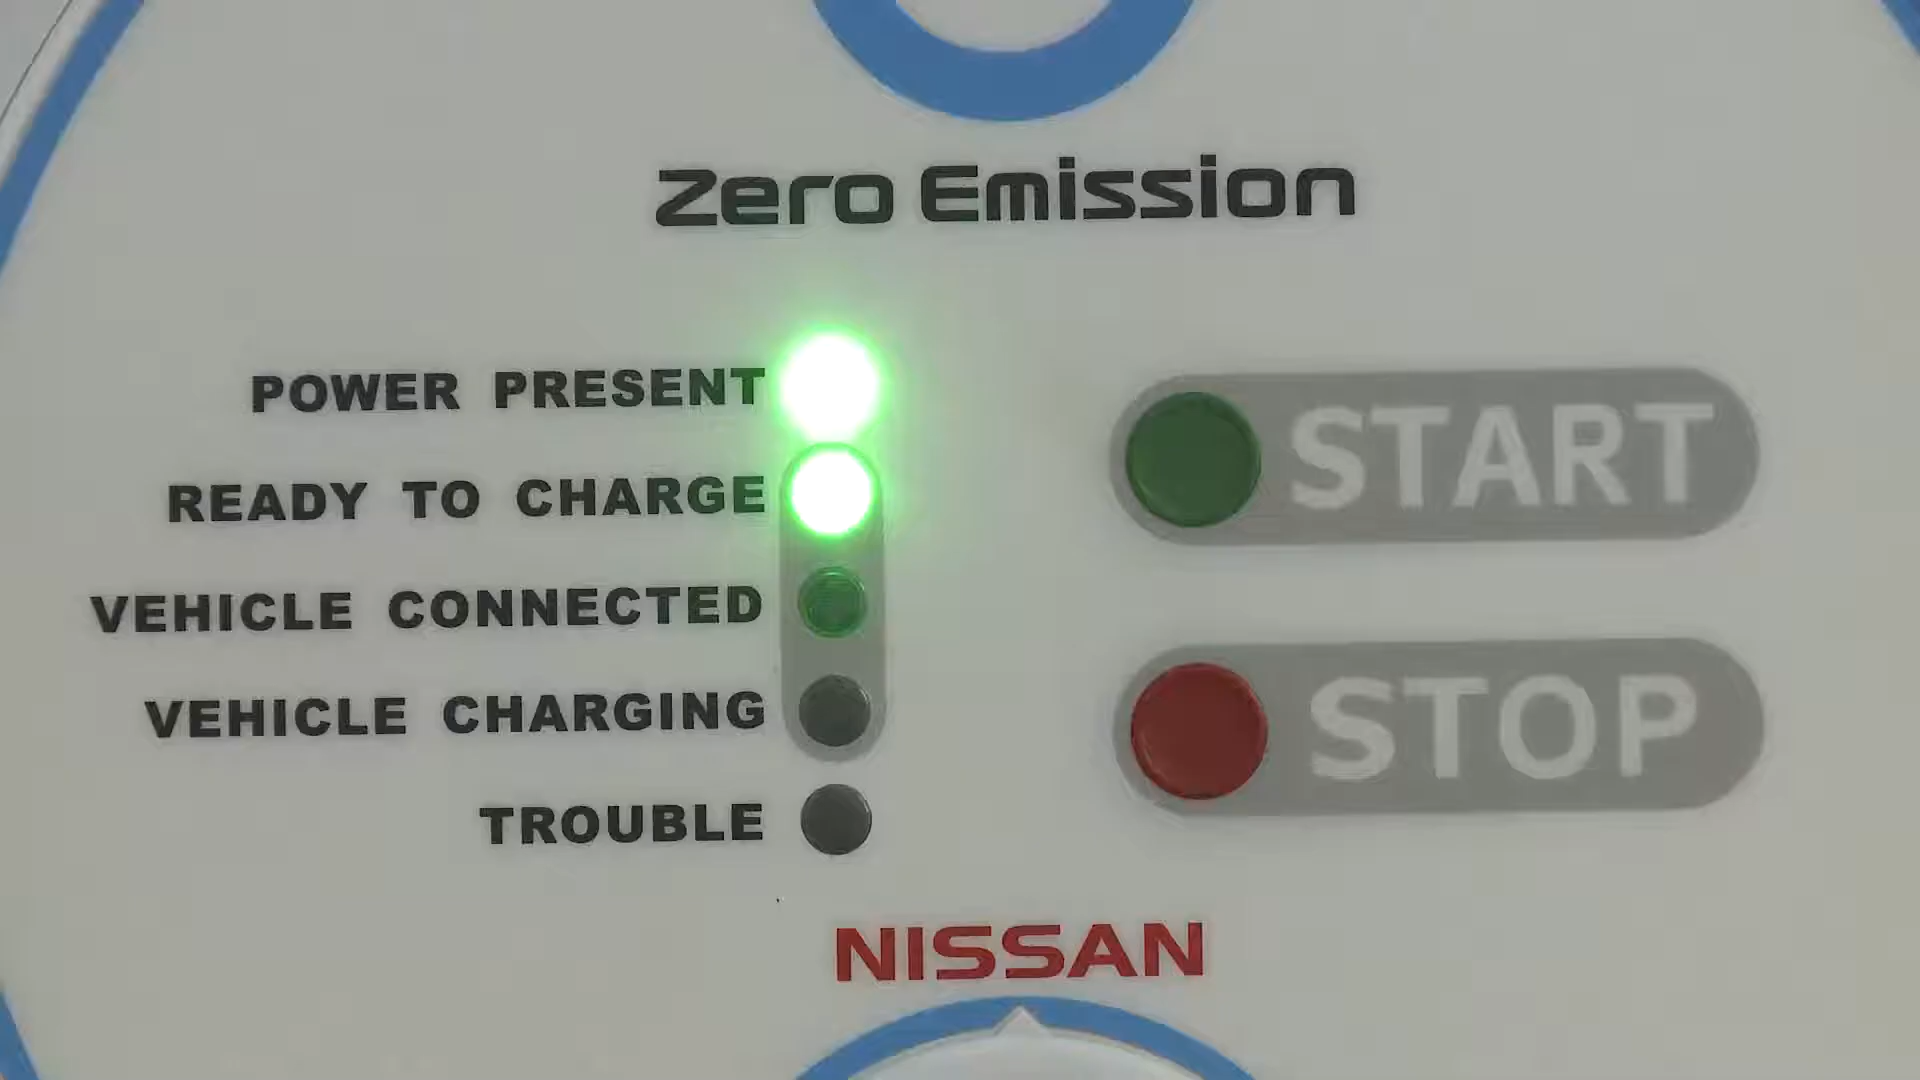 Zero Emission
POWER PRESENT
READY TO CHARGE
VEHICLE CONNECTED
VEHICLE CHARGING
TROUBLE
START
STOP
NISSAN